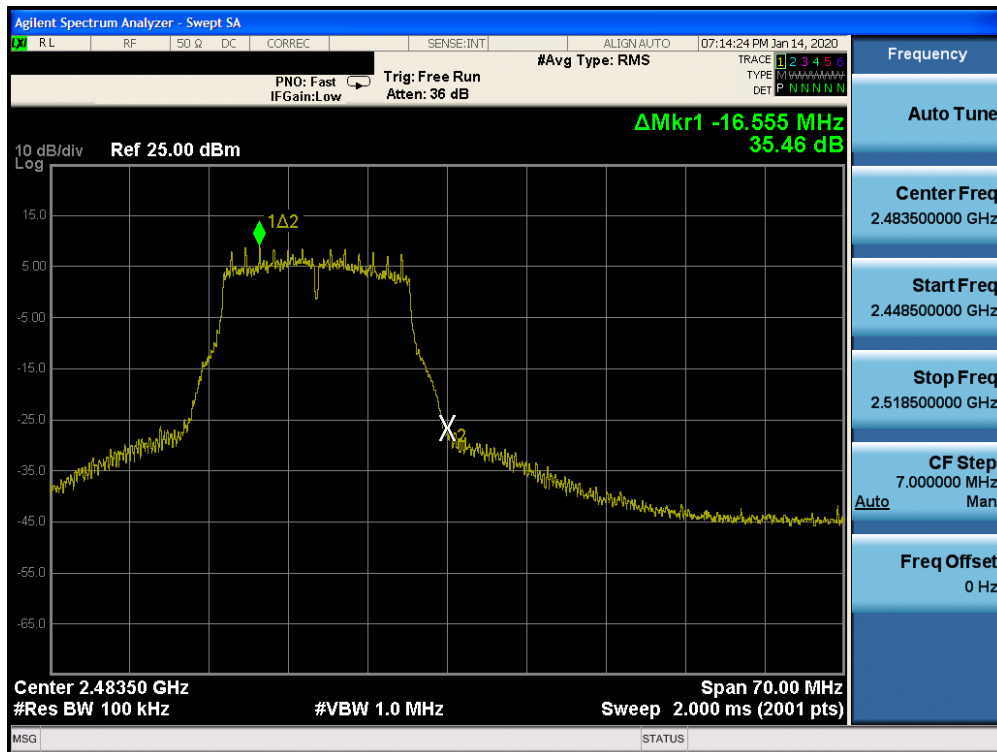 Agilent Spectrum Analyzer - Swept SA
LXI RL RF 50 Ω DC CORREC SENSE:INT ALIGN AUTO 07:14:24 PM Jan 14, 2020
#Avg Type: RMS
TRACE 1 2 3 4 5 6
PNO: Fast Trig: Free Run
TYPE M
IFGain:Low Atten: 36 dB
DET P N N N N N
ΔMkr1 -16.555 MHz
35.46 dB
10 dB/div Ref 25.00 dBm
Log
15.0
1Δ2
5.00
-5.00
-15.0
-25.0
2
-35.0
-45.0
-55.0
-65.0
Center 2.48350 GHz Span 70.00 MHz
#Res BW 100 kHz #VBW 1.0 MHz Sweep 2.000 ms (2001 pts)
MSG STATUS
Frequency
Auto Tune
Center Freq
2.483500000 GHz
Start Freq
2.448500000 GHz
Stop Freq
2.518500000 GHz
CF Step
7.000000 MHz
Auto Man
Freq Offset
0 Hz